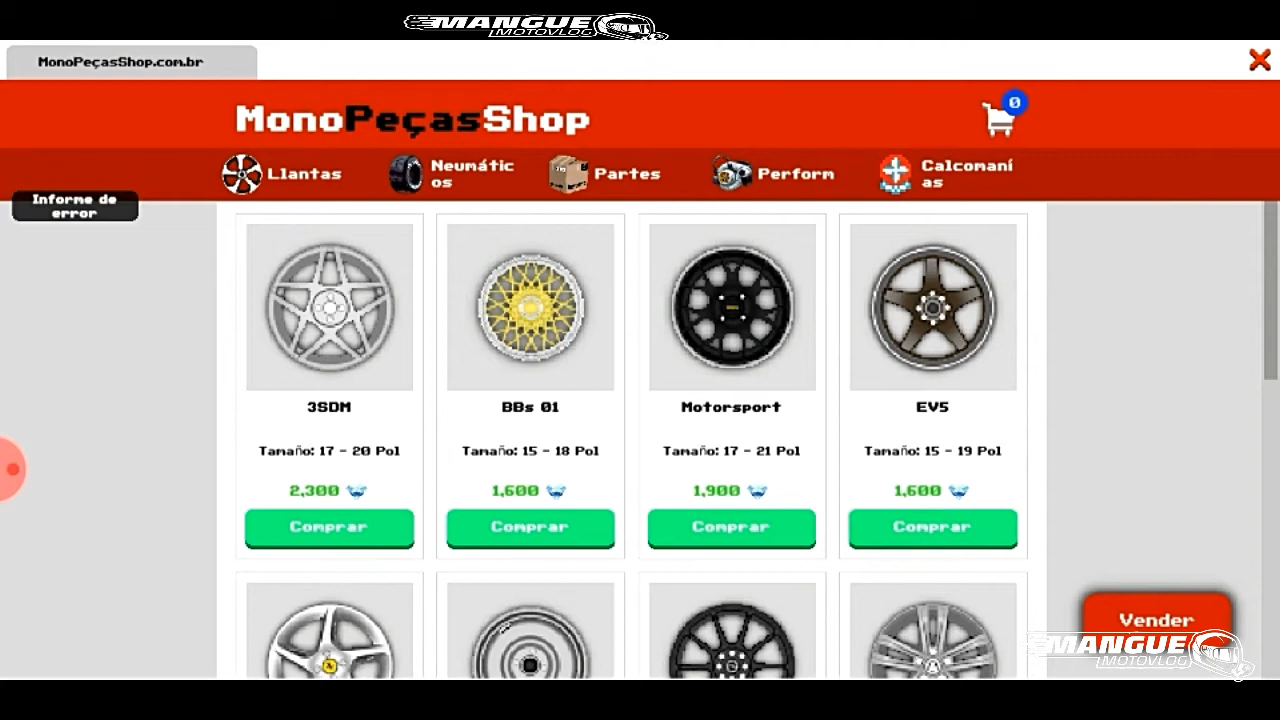 MANGUE
MOTOVLOG
MonoPeçasShop.com.br
MonoPeçasShop
0
Llantas
Neumátic
os
Partes
Perform
Calcomaní
as
Informe de
error
3SDM
BBs 01
Motorsport
EV5
Tamaño: 17 - 20 Pol
Tamaño: 15 - 18 Pol
Tamaño: 17 - 21 Pol
Tamaño: 15 - 19 Pol
2,300
1,600
1,900
1,600
Comprar
Comprar
Comprar
Comprar
Vender
MANGUE
MOTOVLOG